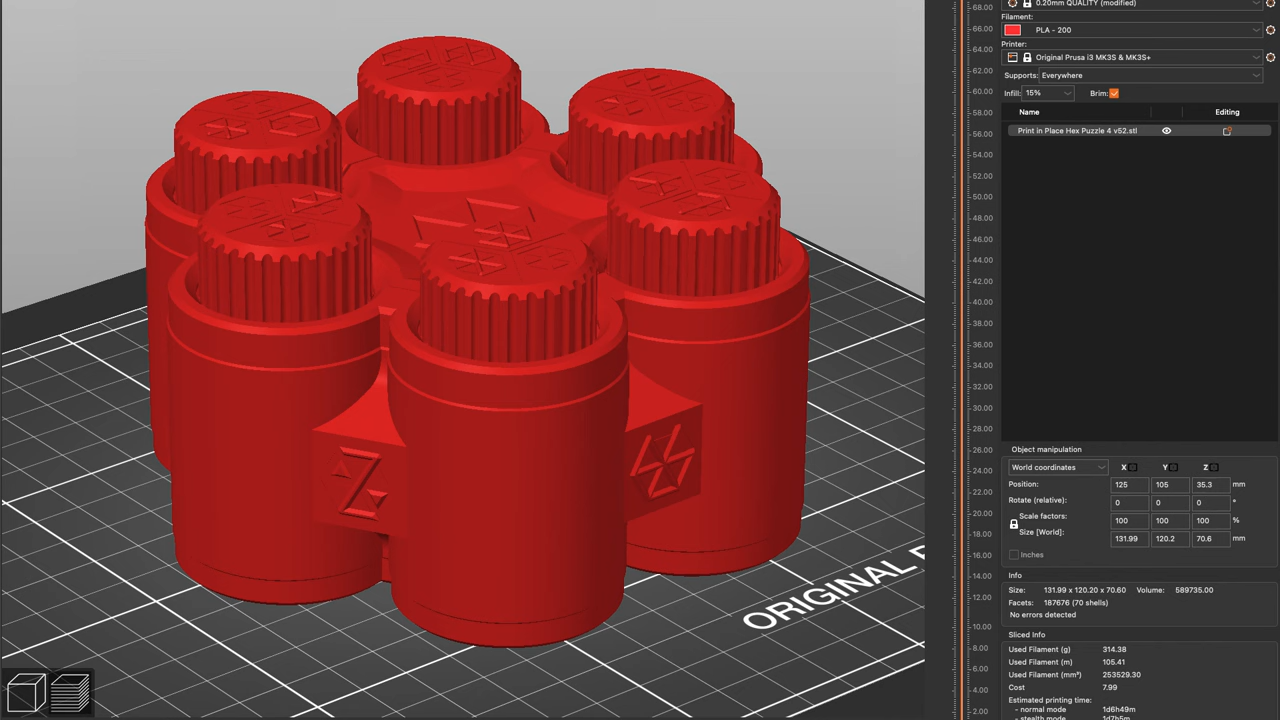 68.00
66.00
64.00
62.00
60.00
58.00
56.00
54.00
52.00
50.00
48.00
46.00
44.00
42.00
40.00
38.00
36.00
34.00
32.00
30.00
28.00
26.00
24.00
22.00
20.00
18.00
16.00
14.00
12.00
10.00
8.00
6.00
4.00
2.00
ORIGINAL
0.20mm QUALITY (modified)
Filament:
PLA - 200
Printer:
Original Prusa i3 MK3S & MK3S+
Supports: Everywhere
Infill: 15% Brim:
Name Editing
Print in Place Hex Puzzle 4 v52.stl
Object manipulation
World coordinates X Y Z
Position: 125 105 35.3 mm
Rotate (relative): 0 0 0 °
Scale factors: 100 100 100 %
Size [World]: 131.99 120.2 70.6 mm
Inches
Info
Size: 131.99 x 120.20 x 70.60 Volume: 589735.00
Facets: 187676 (70 shells)
No errors detected
Sliced Info
Used Filament (g) 314.38
Used Filament (m) 105.41
Used Filament (mm³) 253529.30
Cost 7.99
Estimated printing time:
- normal mode 1d6h49m
- stealth mode 1d7h5m